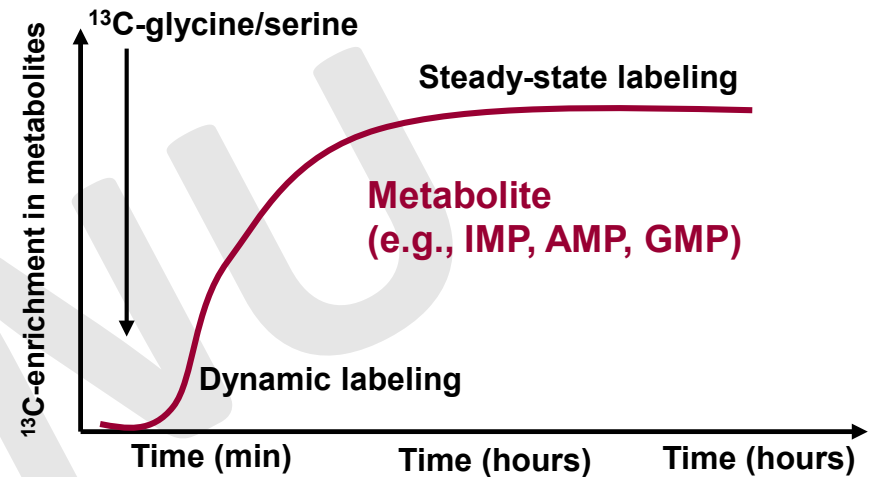 ¹³C-glycine/serine
Steady-state labeling
¹³C-enrichment in metabolites
Metabolite
(e.g., IMP, AMP, GMP)
Dynamic labeling
Time (min)
Time (hours)
Time (hours)